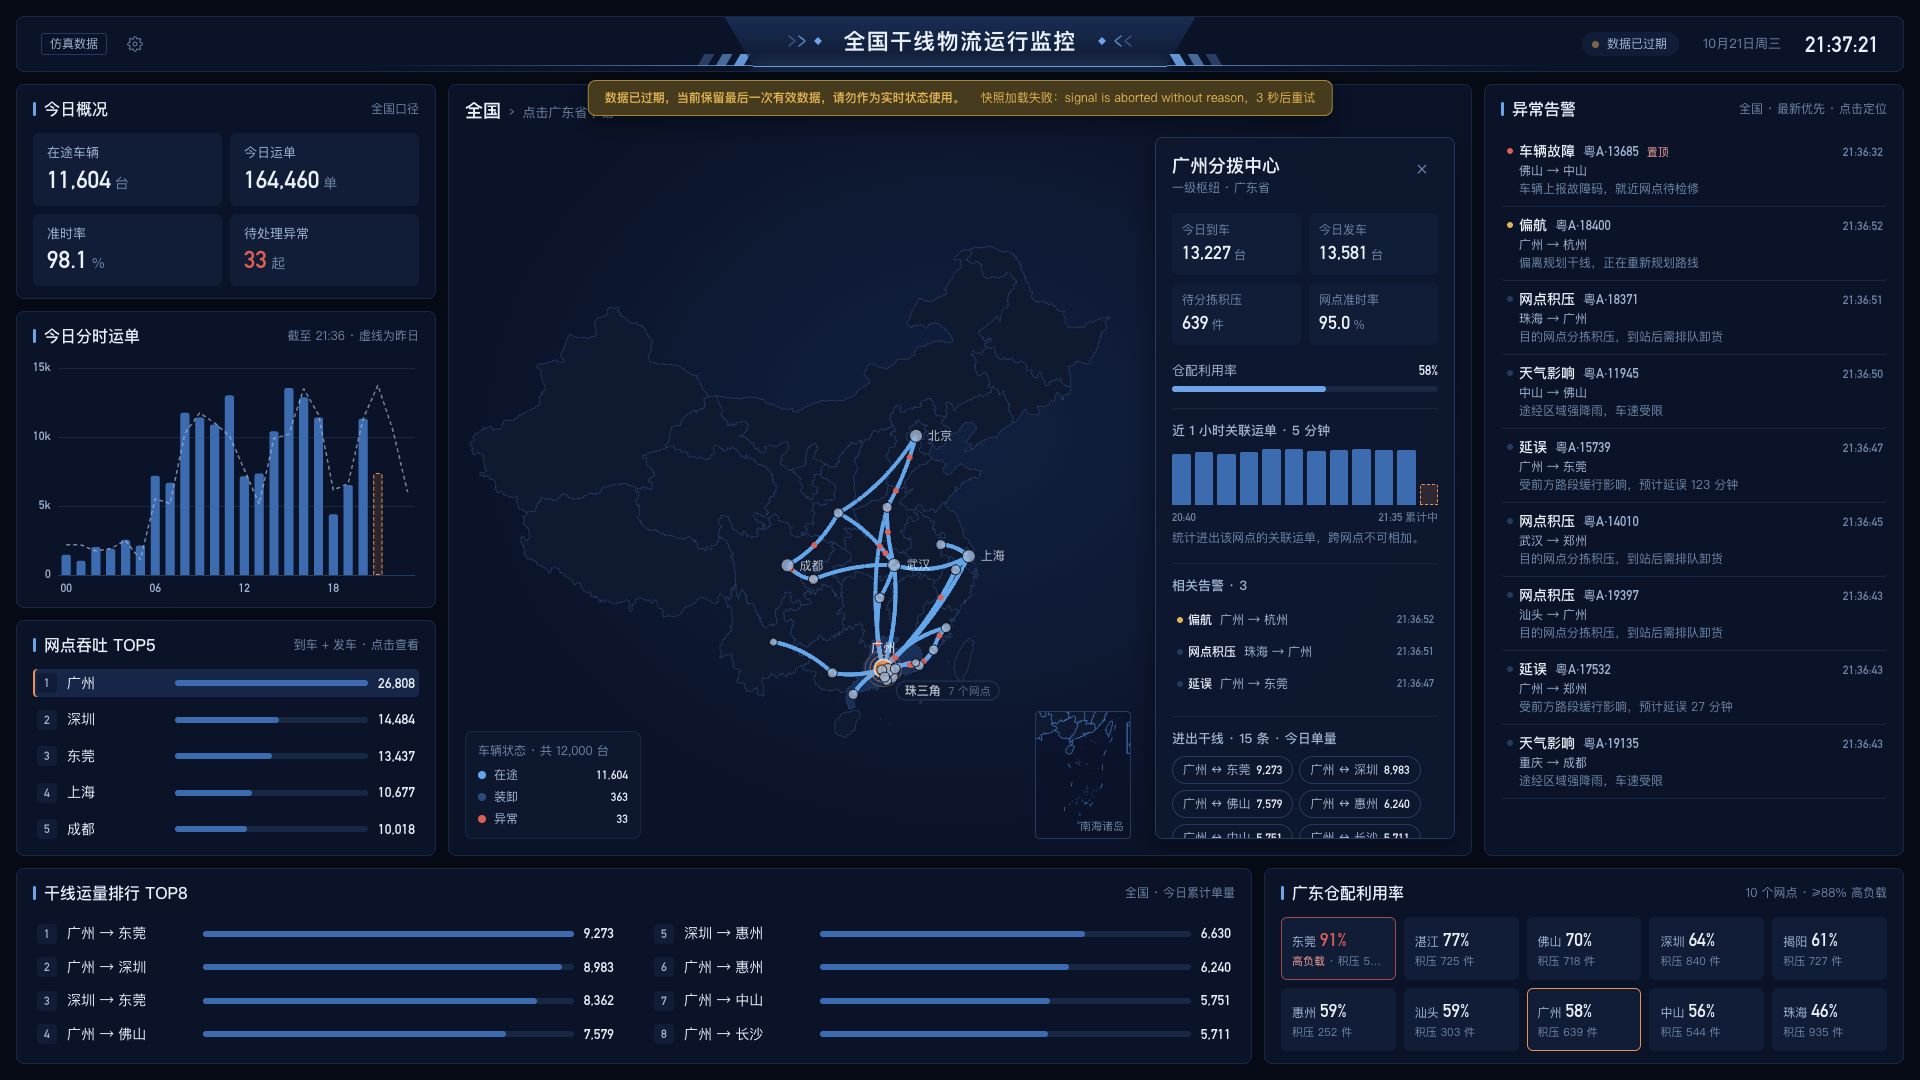 仿真数据
全国干线物流运行监控
数据已过期
10月21日周三
21:37:21
数据已过期，当前保留最后一次有效数据，请勿作为实时状态使用。 快照加载失败：signal is aborted without reason，3 秒后重试
今日概况
全国口径
在途车辆
11,604 台
今日运单
164,460 单
准时率
98.1 %
待处理异常
33 起
今日分时运单
截至 21:36 · 虚线为昨日
15k
10k
5k
0
00 06 12 18
网点吞吐 TOP5
到车 + 发车 · 点击查看
1 广州 26,808
2 深圳 14,484
3 东莞 13,437
4 上海 10,677
5 成都 10,018
全国 › 点击广东省
北京
上海
成都
武汉
广州
珠三角 7 个网点
车辆状态 · 共 12,000 台
在途 11,604
装卸 363
异常 33
南海诸岛
广州分拨中心
一级枢纽 · 广东省
今日到车
13,227 台
今日发车
13,581 台
待分拣积压
639 件
网点准时率
95.0 %
仓配利用率 58%
近 1 小时关联运单 · 5 分钟
20:40 21:35 累计中
统计进出该网点的关联运单，跨网点不可相加。
相关告警 · 3
偏航 广州 → 杭州 21:36:52
网点积压 珠海 → 广州 21:36:51
延误 广州 → 东莞 21:36:47
进出干线 · 15 条 · 今日单量
广州 ↔ 东莞 9,273
广州 ↔ 深圳 8,983
广州 ↔ 佛山 7,579
广州 ↔ 惠州 6,240
广州 ↔ 中山 5,751
广州 ↔ 长沙 5,711
异常告警
全国 · 最新优先 · 点击定位
车辆故障 粤A·13685 置顶 21:36:32
佛山 → 中山
车辆上报故障码，就近网点待检修
偏航 粤A·18400 21:36:52
广州 → 杭州
偏离规划干线，正在重新规划路线
网点积压 粤A·18371 21:36:51
珠海 → 广州
目的网点分拣积压，到站后需排队卸货
天气影响 粤A·11945 21:36:50
中山 → 佛山
途经区域强降雨，车速受限
延误 粤A·15739 21:36:47
广州 → 东莞
受前方路段缓行影响，预计延误 123 分钟
网点积压 粤A·14010 21:36:45
武汉 → 郑州
目的网点分拣积压，到站后需排队卸货
网点积压 粤A·19397 21:36:43
汕头 → 广州
目的网点分拣积压，到站后需排队卸货
延误 粤A·17532 21:36:43
广州 → 郑州
受前方路段缓行影响，预计延误 27 分钟
天气影响 粤A·19135 21:36:43
重庆 → 成都
途经区域强降雨，车速受限
干线运量排行 TOP8
全国 · 今日累计单量
1 广州 → 东莞 9,273
2 广州 → 深圳 8,983
3 深圳 → 东莞 8,362
4 广州 → 佛山 7,579
5 深圳 → 惠州 6,630
6 广州 → 惠州 6,240
7 广州 → 中山 5,751
8 广州 → 长沙 5,711
广东仓配利用率
10 个网点 · ≥88% 高负载
东莞 91%
高负载 · 积压 5…
湛江 77%
积压 725 件
佛山 70%
积压 718 件
深圳 64%
积压 840 件
揭阳 61%
积压 727 件
惠州 59%
积压 252 件
汕头 59%
积压 303 件
广州 58%
积压 639 件
中山 56%
积压 544 件
珠海 46%
积压 935 件